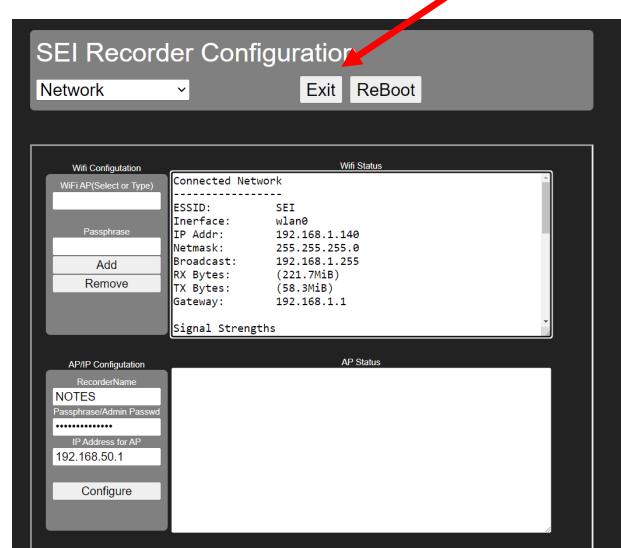 SEI Recorder Configuration
Network
Exit ReBoot
Wifi Configutation
Wifi Status
WiFi AP(Select or Type)
Passphrase
Add
Remove
Connected Network
-----------------
ESSID: SEI
Inerface: wlan0
IP Addr: 192.168.1.140
Netmask: 255.255.255.0
Broadcast: 192.168.1.255
RX Bytes: (221.7MiB)
TX Bytes: (58.3MiB)
Gateway: 192.168.1.1
Signal Strengths
AP/IP Configutation
AP Status
RecorderName
NOTES
Passphrase/Admin Passwd
••••••••••••••
IP Address for AP
192.168.50.1
Configure